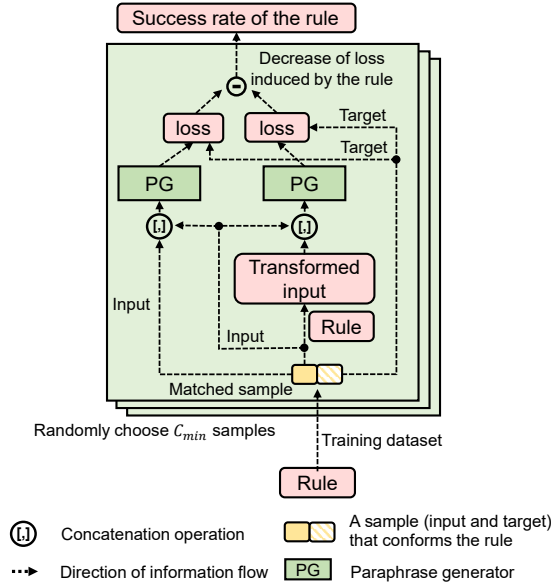 Success rate of the rule
Decrease of loss
induced by the rule
-
Target
loss
loss
Target
PG
PG
[,]
[,]
Transformed
input
Input
Rule
Input
Matched sample
Randomly choose C_min samples
Training dataset
Rule
[,] Concatenation operation
A sample (input and target)
that conforms the rule
Direction of information flow
PG Paraphrase generator